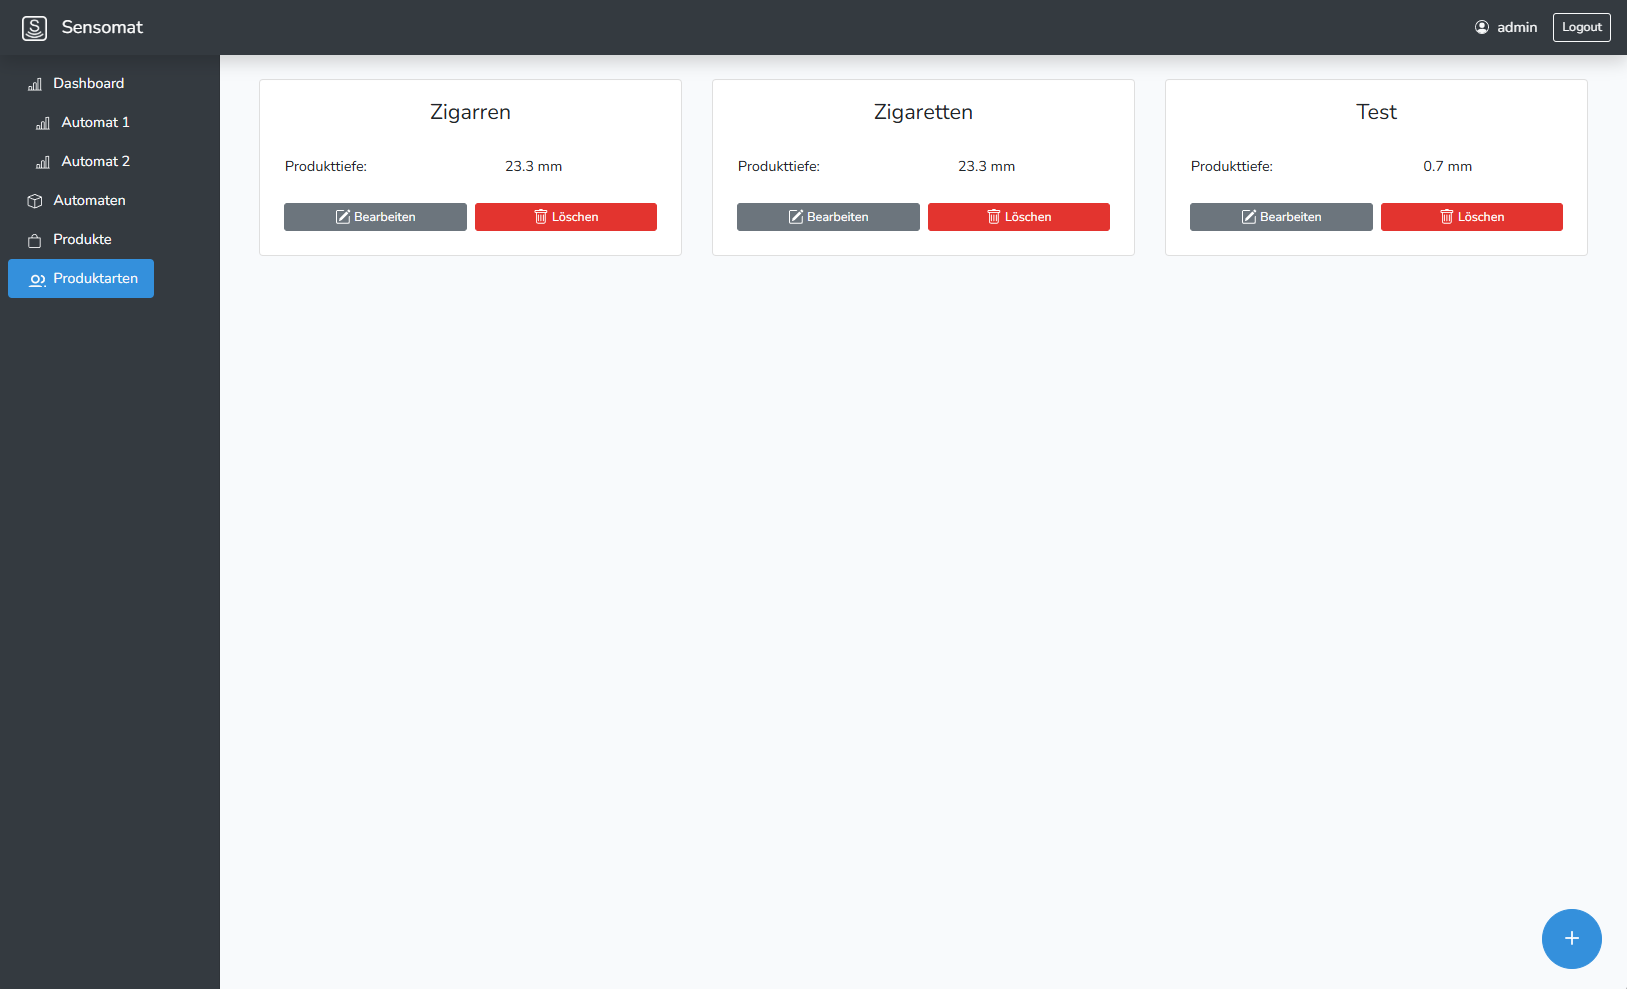 Sensomat
admin
Logout
Dashboard
Automat 1
Automat 2
Automaten
Produkte
Produktarten
Zigarren
Produkttiefe: 23.3 mm
Bearbeiten Löschen
Zigaretten
Produkttiefe: 23.3 mm
Bearbeiten Löschen
Test
Produkttiefe: 0.7 mm
Bearbeiten Löschen
+